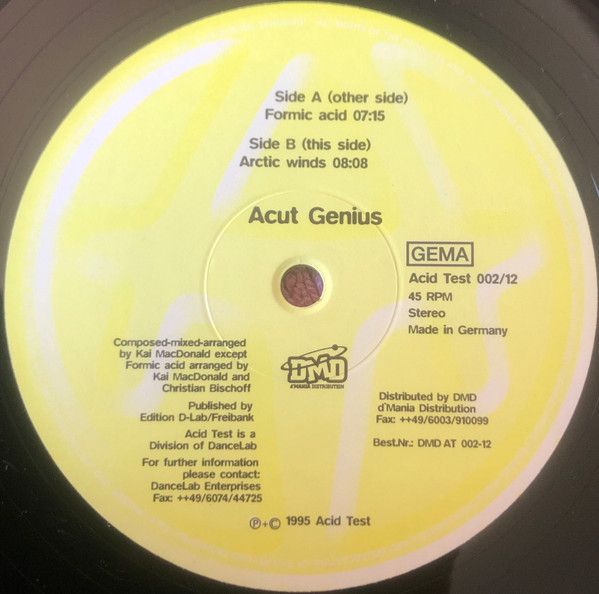 Side A (other side)
Formic acid 07:15
Side B (this side)
Arctic winds 08:08
Acut Genius
GEMA
Acid Test 002/12
45 RPM
Stereo
Made in Germany
Composed-mixed-arranged
by Kai MacDonald except
Formic acid arranged by
Kai MacDonald and
Christian Bischoff
Published by
Edition D-Lab/Freibank
Acid Test is a
Division of DanceLab
For further information
please contact:
DanceLab Enterprises
Fax: ++49/6074/44725
DMD
d'MANIA DISTRIBUTION
Distributed by DMD
d'Mania Distribution
Fax: ++49/6003/910099
Best.Nr.: DMD AT 002-12
℗+© 1995 Acid Test